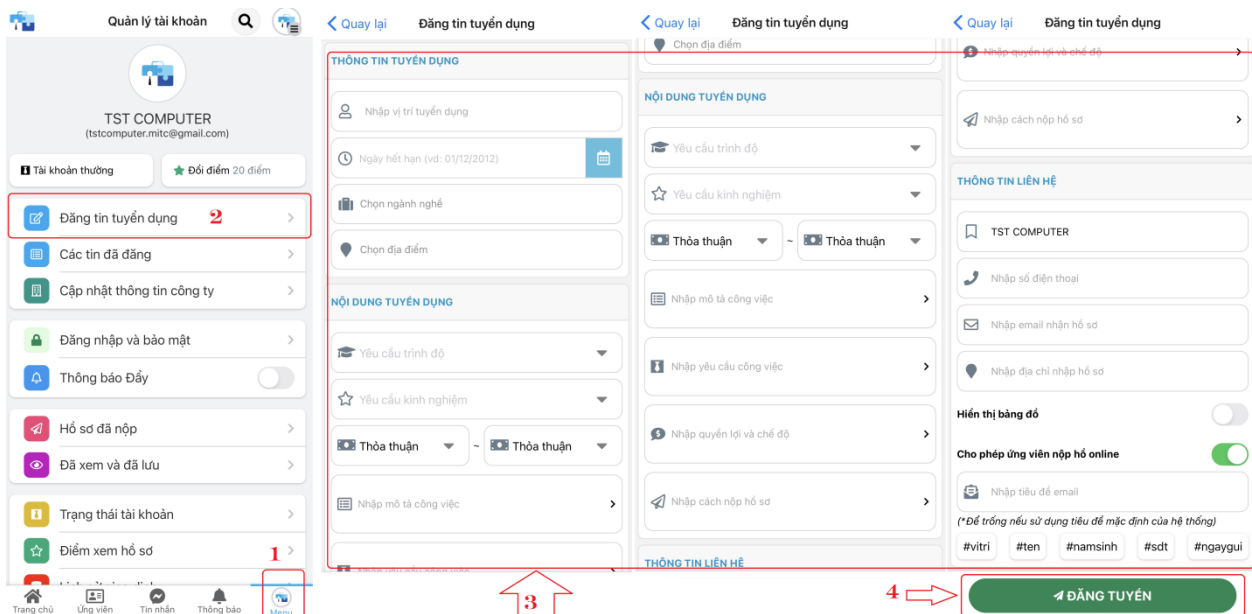 Quản lý tài khoản
TST COMPUTER
(tstcomputer.mitc@gmail.com)
Tài khoản thường
Đổi điểm 20 điểm
Đăng tin tuyển dụng
2
Các tin đã đăng
Cập nhật thông tin công ty
Đăng nhập và bảo mật
Thông báo Đẩy
Hồ sơ đã nộp
Đã xem và đã lưu
Trạng thái tài khoản
Điểm xem hồ sơ
1
Trang chủ
Ứng viên
Tin nhắn
Thông báo
Menu
Quay lại
Đăng tin tuyển dụng
THÔNG TIN TUYỂN DỤNG
Nhập vị trí tuyển dụng
Ngày hết hạn (vd: 01/12/2012)
Chọn ngành nghề
Chọn địa điểm
NỘI DUNG TUYỂN DỤNG
Yêu cầu trình độ
Yêu cầu kinh nghiệm
Thỏa thuận ~ Thỏa thuận
Nhập mô tả công việc
Nhập yêu cầu công việc
3
Quay lại
Đăng tin tuyển dụng
Chọn địa điểm
NỘI DUNG TUYỂN DỤNG
Yêu cầu trình độ
Yêu cầu kinh nghiệm
Thỏa thuận ~ Thỏa thuận
Nhập mô tả công việc
Nhập yêu cầu công việc
Nhập quyền lợi và chế độ
Nhập cách nộp hồ sơ
THÔNG TIN LIÊN HỆ
Quay lại
Đăng tin tuyển dụng
Nhập quyền lợi và chế độ
Nhập cách nộp hồ sơ
THÔNG TIN LIÊN HỆ
TST COMPUTER
Nhập số điện thoại
Nhập email nhận hồ sơ
Nhập địa chỉ nhập hồ sơ
Hiển thị bảng đồ
Cho phép ứng viên nộp hồ online
Nhập tiêu đề email
(*Để trống nếu sử dụng tiêu đề mặc định của hệ thống)
#vitri #ten #namsinh #sdt #ngaygui
4
ĐĂNG TUYỂN